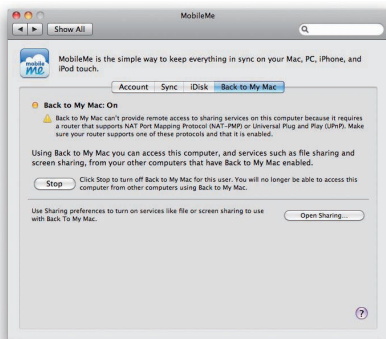 MobileMe
Show All
mobile
me
MobileMe is the simple way to keep everything in sync on your Mac, PC, iPhone, and
iPod touch.
Account Sync iDisk Back to My Mac
Back to My Mac: On
Back to My Mac can't provide remote access to sharing services on this computer because it requires
a router that supports NAT Port Mapping Protocol (NAT-PMP) or Universal Plug and Play (UPnP). Make
sure your router supports one of these protocols and that it is enabled.
Using Back to My Mac you can access this computer, and services such as file sharing and
screen sharing, from your other computers that have Back to My Mac enabled.
Stop
Click Stop to turn off Back to My Mac for this user. You will no longer be able to access this
computer from other computers using Back to My Mac.
Use Sharing preferences to turn on services like file or screen sharing to use
with Back To My Mac.
Open Sharing...
?